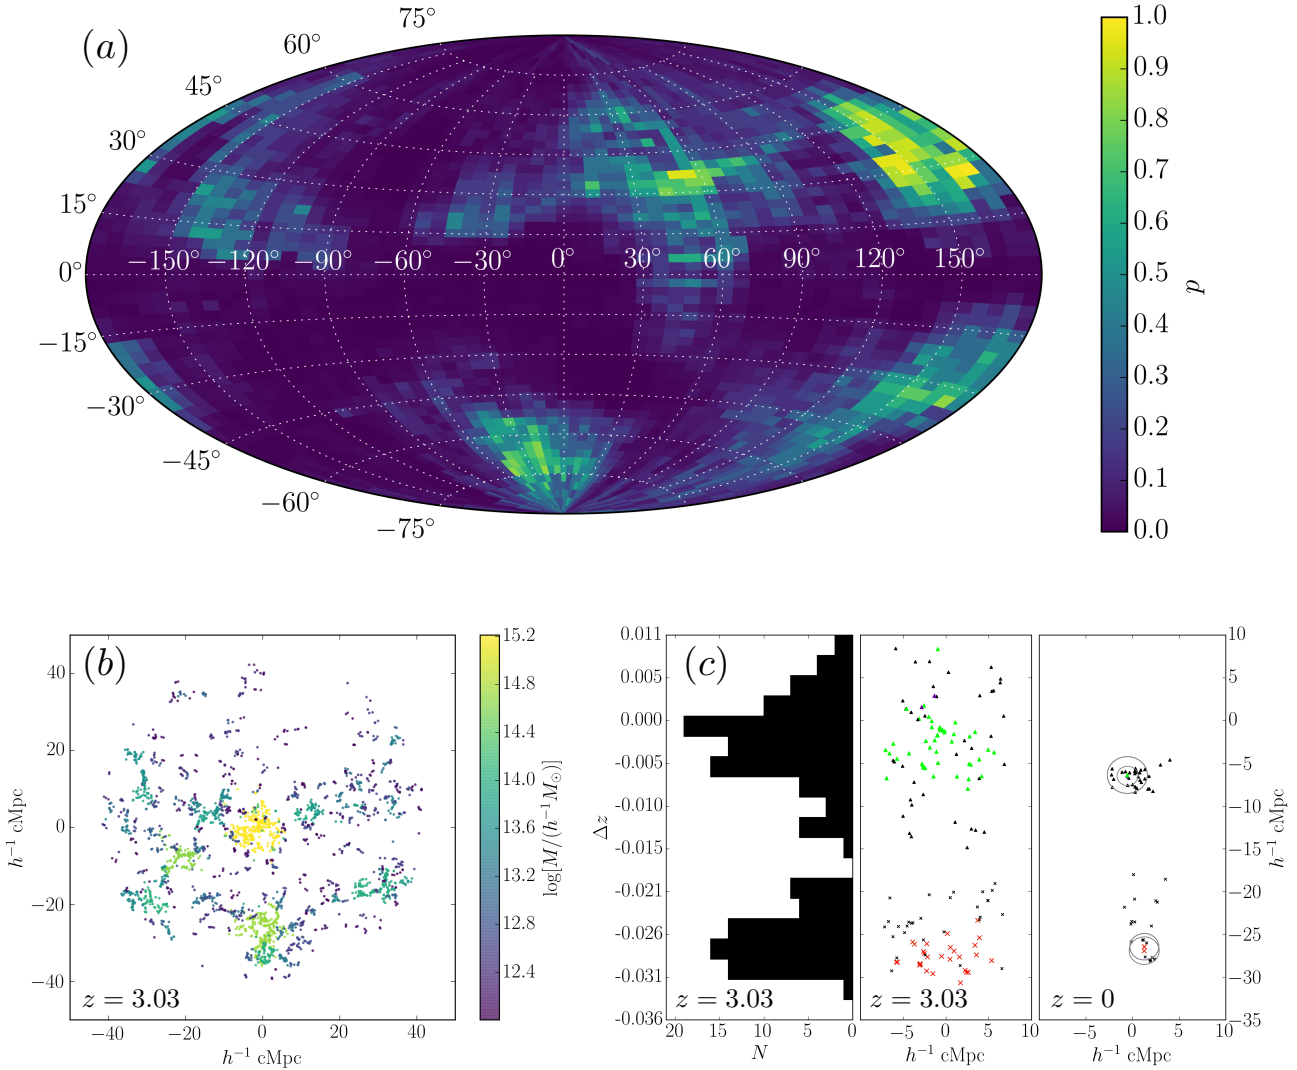 (a)
75°
60°
45°
30°
15°
0°
−15°
−30°
−45°
−60°
−75°
−150° −120° −90° −60° −30° 0° 30° 60° 90° 120° 150°
1.0
0.9
0.8
0.7
0.6
0.5
0.4
0.3
0.2
0.1
0.0
p
(b)
40
20
0
−20
−40
h⁻¹ cMpc
z = 3.03
−40 −20 0 20 40
h⁻¹ cMpc
15.2
14.8
14.4
14.0
13.6
13.2
12.8
12.4
log[M/(h⁻¹M⊙)]
(c)
0.011
0.005
0.000
-0.005
-0.010
-0.015
-0.021
-0.026
-0.031
-0.036
Δz
z = 3.03
20 15 10 5 0
N
z = 3.03
−5 0 5 10
h⁻¹ cMpc
z = 0
−5 0 5 10
h⁻¹ cMpc
10
5
0
−5
−10
−15
−20
−25
−30
−35
h⁻¹ cMpc